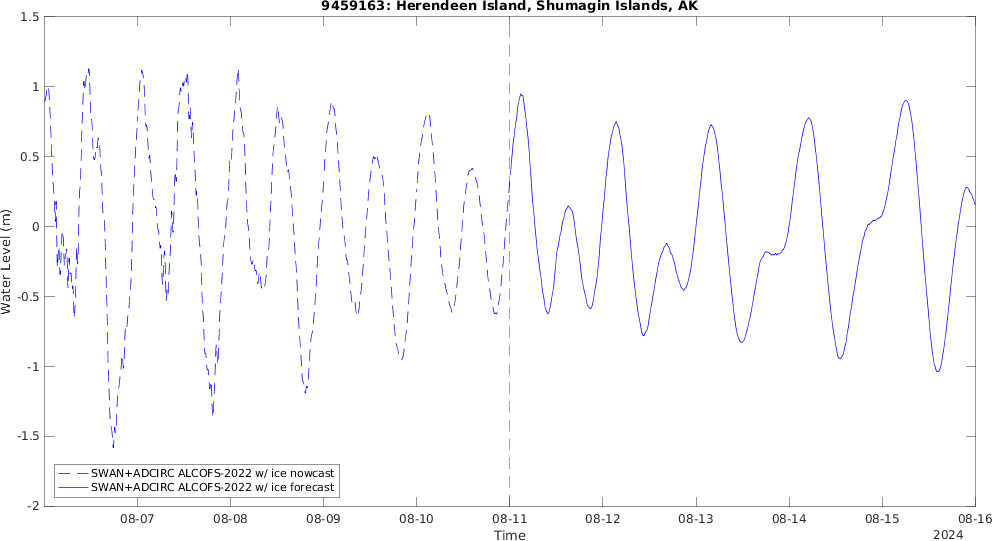 9459163: Herendeen Island, Shumagin Islands, AK
1.5
1
0.5
0
-0.5
-1
-1.5
-2
Water Level (m)
SWAN+ADCIRC ALCOFS-2022 w/ ice nowcast
SWAN+ADCIRC ALCOFS-2022 w/ ice forecast
08-07 08-08 08-09 08-10 08-11 08-12 08-13 08-14 08-15 08-16
Time
2024